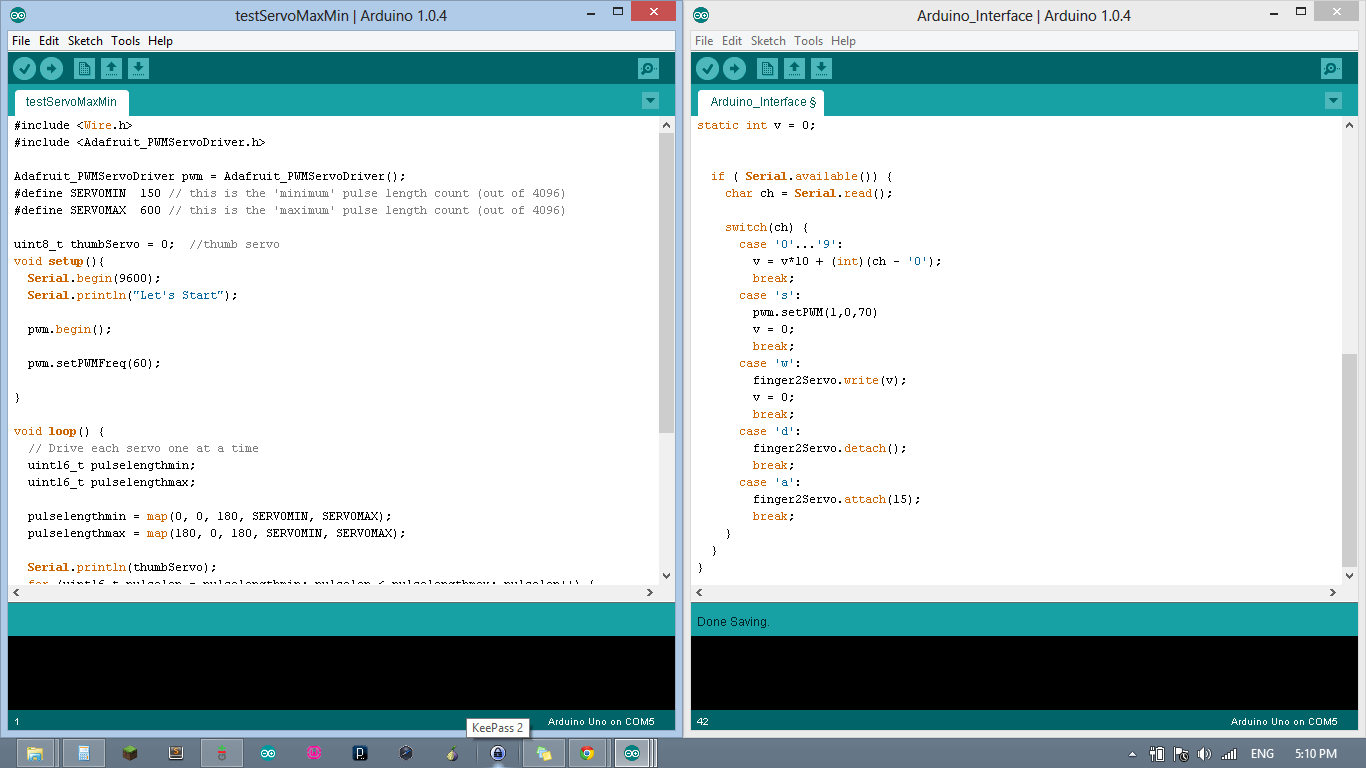 testServoMaxMin | Arduino 1.0.4
File Edit Sketch Tools Help
testServoMaxMin
#include <Wire.h>
#include <Adafruit_PWMServoDriver.h>
Adafruit_PWMServoDriver pwm = Adafruit_PWMServoDriver();
#define SERVOMIN  150 // this is the 'minimum' pulse length count (out of 4096)
#define SERVOMAX  600 // this is the 'maximum' pulse length count (out of 4096)
uint8_t thumbServo = 0;  //thumb servo
void setup(){
  Serial.begin(9600);
  Serial.println("Let's Start");
  pwm.begin();
  pwm.setPWMFreq(60);
}
void loop() {
  // Drive each servo one at a time
  uint16_t pulselengthmin;
  uint16_t pulselengthmax;
  pulselengthmin = map(0, 0, 180, SERVOMIN, SERVOMAX);
  pulselengthmax = map(180, 0, 180, SERVOMIN, SERVOMAX);
  Serial.println(thumbServo);
  for (uint16_t pulselen = pulselengthmin; pulselen < pulselengthmax; pulselen++) {
1
Arduino Uno on COM5
Arduino_Interface | Arduino 1.0.4
File Edit Sketch Tools Help
Arduino_Interface §
static int v = 0;
  if ( Serial.available()) {
    char ch = Serial.read();
    switch(ch) {
      case '0'...'9':
        v = v*10 + (int)(ch - '0');
        break;
      case 's':
        pwm.setPWM(1,0,70)
        v = 0;
        break;
      case 'w':
        finger2Servo.write(v);
        v = 0;
        break;
      case 'd':
        finger2Servo.detach();
        break;
      case 'a':
        finger2Servo.attach(15);
        break;
    }
  }
}
Done Saving.
42
Arduino Uno on COM5
KeePass 2
ENG
5:10 PM